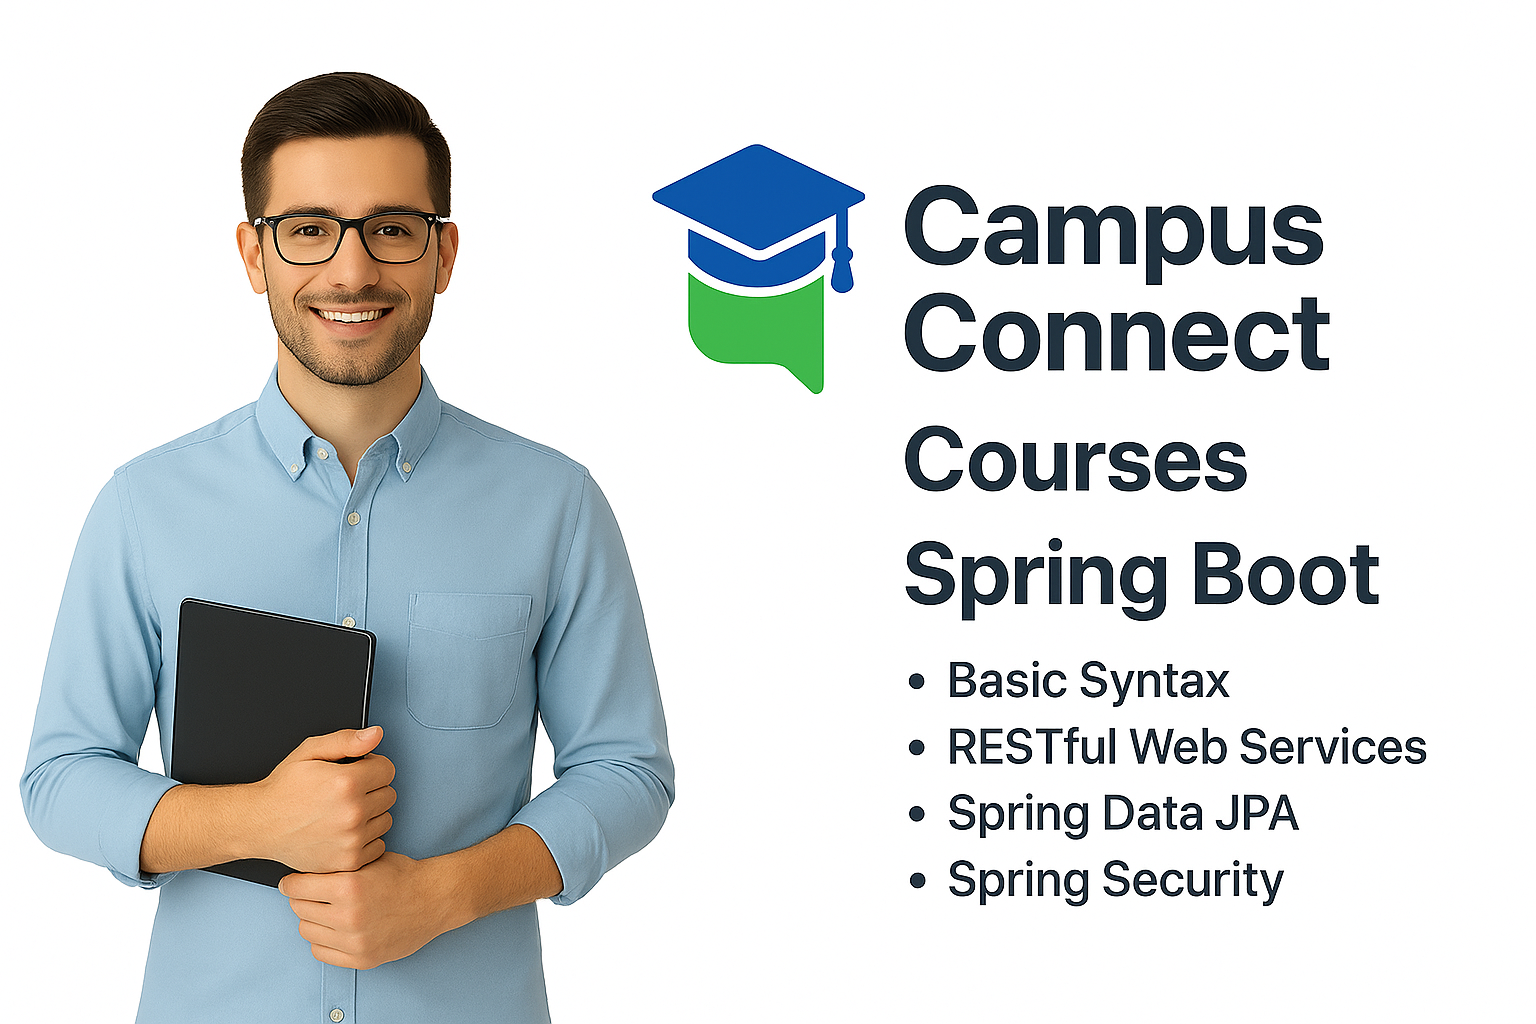 Campus
Connect
Courses
Spring Boot
• Basic Syntax
• RESTful Web Services
• Spring Data JPA
• Spring Security